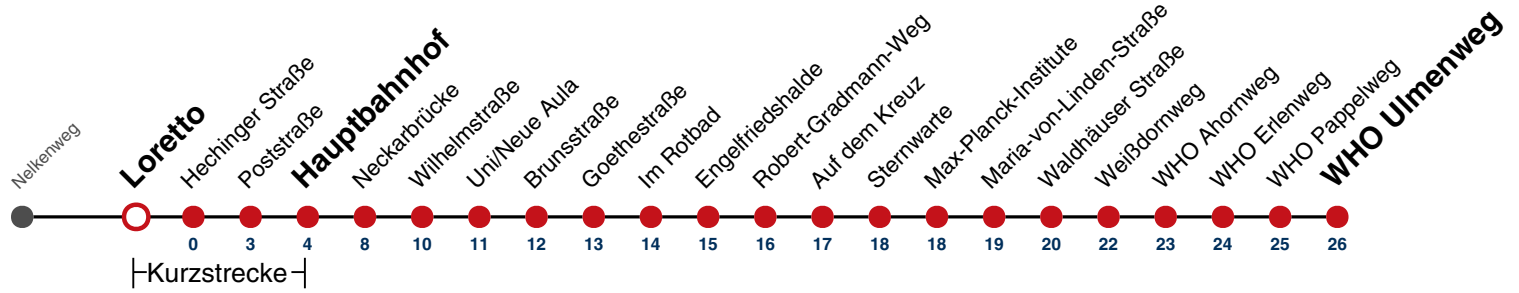 Nelkenweg
Loretto
Hechinger Straße
Poststraße
Hauptbahnhof
Neckarbrücke
Wilhelmstraße
Uni/Neue Aula
Brunsstraße
Goethestraße
Im Rotbad
Engelfriedshalde
Robert-Gradmann-Weg
Auf dem Kreuz
Sternwarte
Max-Planck-Institute
Maria-von-Linden-Straße
Waldhäuser Straße
Weißdornweg
WHO Ahornweg
WHO Erlenweg
WHO Pappelweg
WHO Ulmenweg
0 3 4 8 10 11 12 13 14 15 16 17 18 18 19 20 22 23 24 25 26
Kurzstrecke